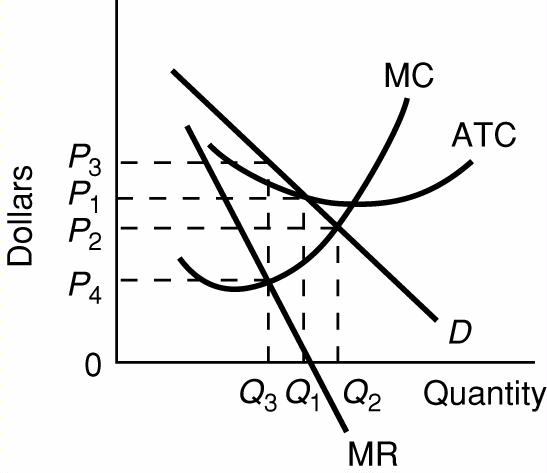 MC
ATC
Dollars
P3
P1
P2
P4
D
0
Q3 Q1 Q2 Quantity
MR